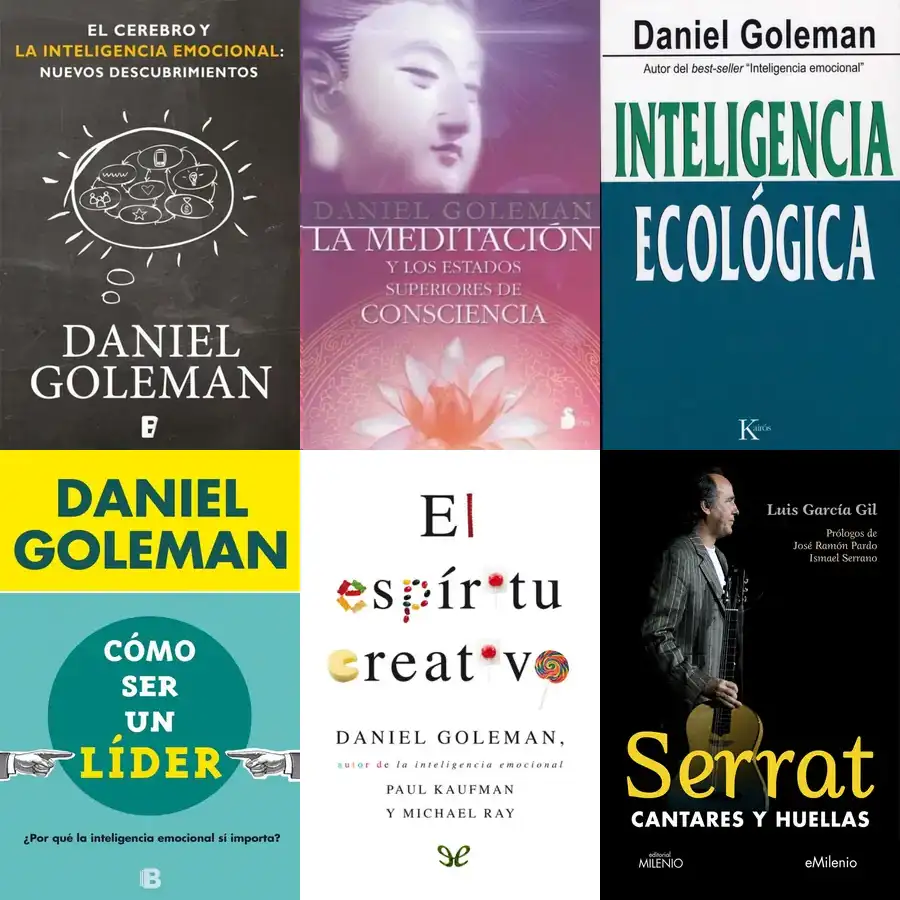 EL CEREBRO Y
LA INTELIGENCIA EMOCIONAL:
NUEVOS DESCUBRIMIENTOS
www
DANIEL
GOLEMAN
B
DANIEL GOLEMAN
LA MEDITACIÓN
Y LOS ESTADOS
SUPERIORES DE
CONSCIENCIA
Daniel Goleman
Autor del best-seller “Inteligencia emocional”
INTELIGENCIA
ECOLÓGICA
Kairós
DANIEL
GOLEMAN
CÓMO
SER
UN
LÍDER
¿Por qué la inteligencia emocional sí importa?
B
El
espíritu
creativo
DANIEL GOLEMAN,
autor de la inteligencia emocional
PAUL KAUFMAN
Y MICHAEL RAY
Luis García Gil
Prólogos de
José Ramón Pardo
Ismael Serrano
Serrat
CANTARES Y HUELLAS
editorial
MILENIO
eMilenio